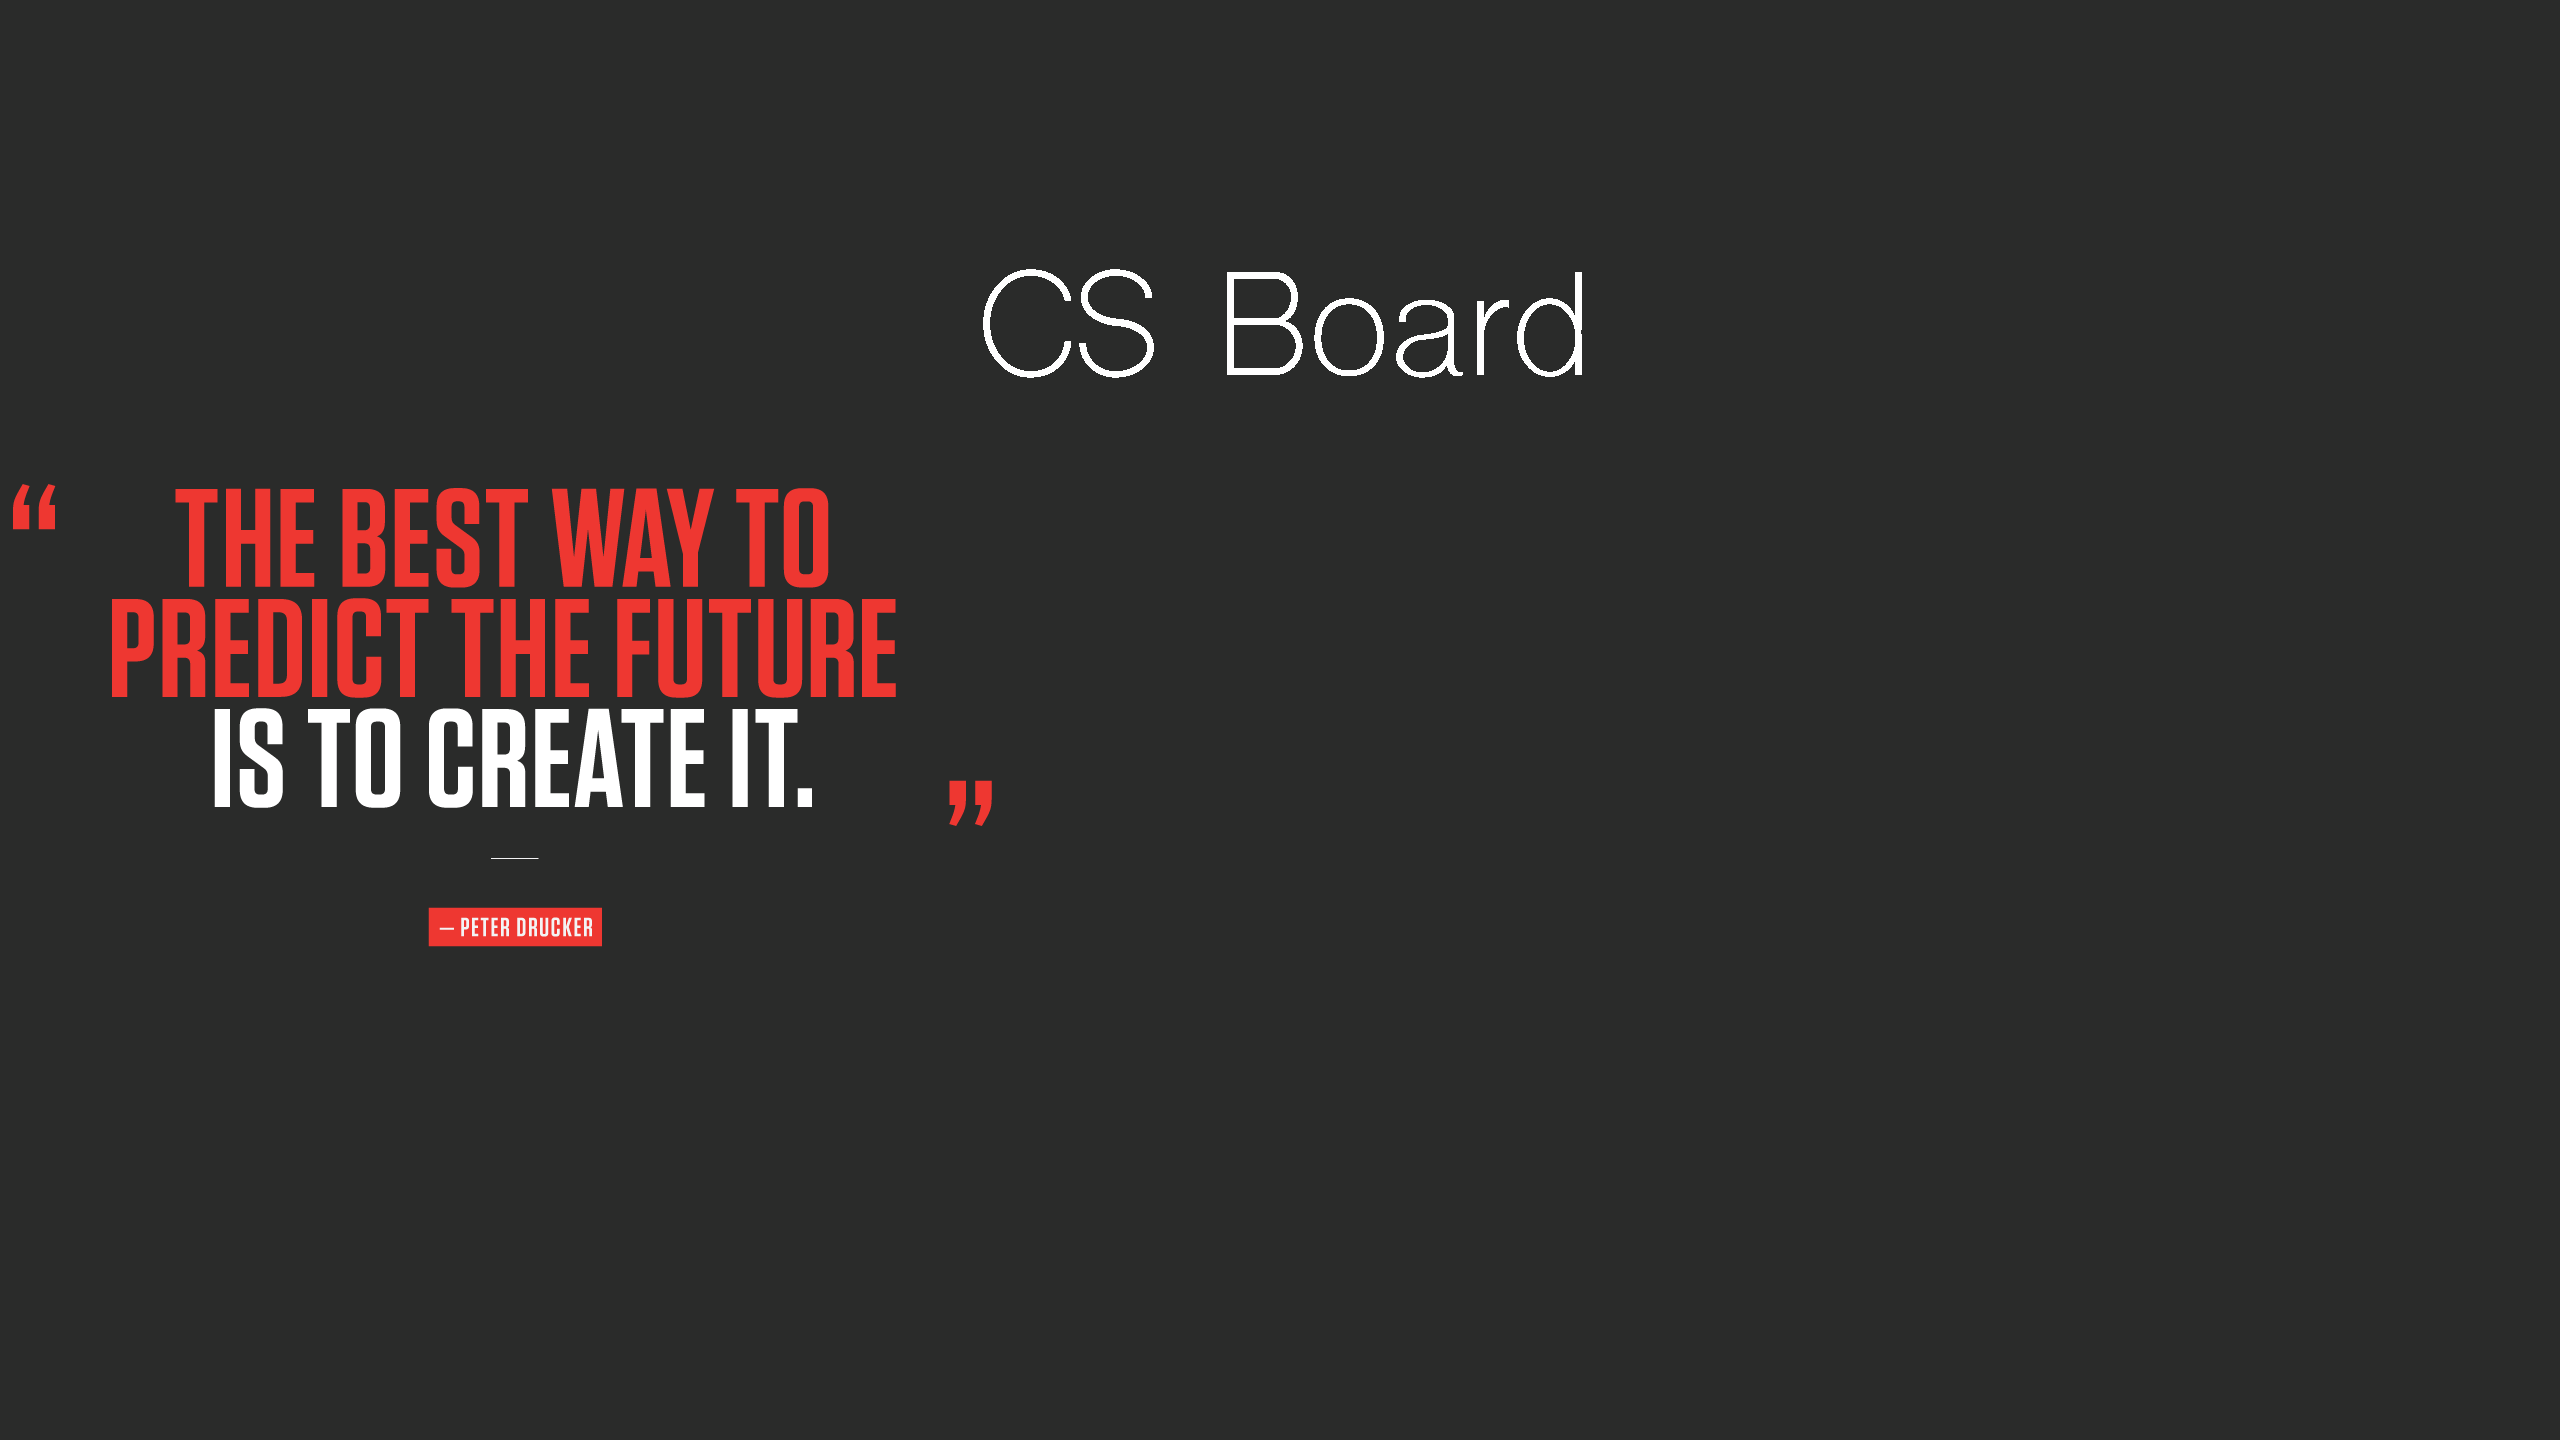 CS Board
“ THE BEST WAY TO
PREDICT THE FUTURE
IS TO CREATE IT. ”
– PETER DRUCKER